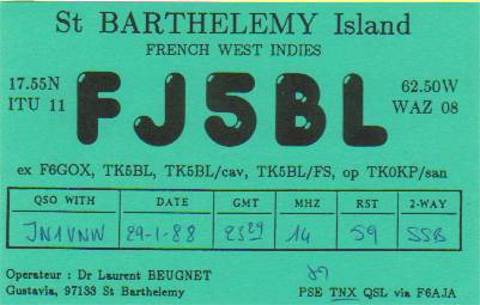 St BARTHELEMY Island
FRENCH WEST INDIES
17.55N
ITU 11
FJ5BL
62.50W
WAZ 08
ex F6GOX, TK5BL, TK5BL/cav, TK5BL/FS, op TK0KP/san
QSO WITH DATE GMT MHZ RST 2-WAY
JN1VNW 29-1-88 2329 14 59 SSB
Operateur : Dr Laurent BEUGNET
Gustavia, 97133 St Barthelemy
PSE TNX QSL via F6AJA